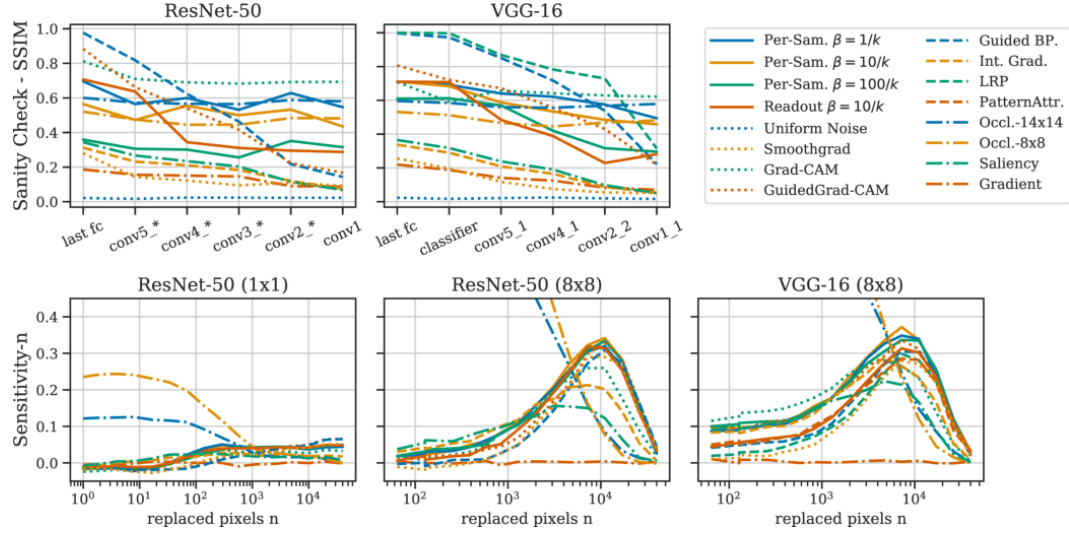 ResNet-50
VGG-16
Sanity Check - SSIM
1.0
0.8
0.6
0.4
0.2
0.0
last fc
conv5_*
conv4_*
conv3_*
conv2_*
conv1
last fc
classifier
conv5_1
conv4_1
conv2_2
conv1_1
Per-Sam. β = 1/k
Per-Sam. β = 10/k
Per-Sam. β = 100/k
Readout β = 10/k
Uniform Noise
Smoothgrad
Grad-CAM
GuidedGrad-CAM
Guided BP.
Int. Grad.
LRP
PatternAttr.
Occl.-14x14
Occl.-8x8
Saliency
Gradient
ResNet-50 (1x1)
ResNet-50 (8x8)
VGG-16 (8x8)
Sensitivity-n
0.4
0.3
0.2
0.1
0.0
10⁰ 10¹ 10² 10³ 10⁴
10² 10³ 10⁴
10² 10³ 10⁴
replaced pixels n
replaced pixels n
replaced pixels n